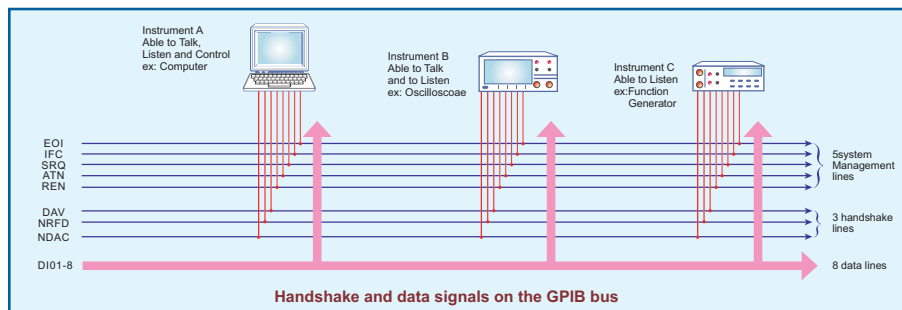 Instrument A
Able to Talk,
Listen and Control
ex: Computer
Instrument B
Able to Talk
and to Listen
ex: Oscilloscoae
Instrument C
Able to Listen
ex:Function
Generator
EOI
IFC
SRQ
ATN
REN
5system
Management
lines
DAV
NRFD
NDAC
3 handshake
lines
DI01-8
8 data lines
Handshake and data signals on the GPIB bus